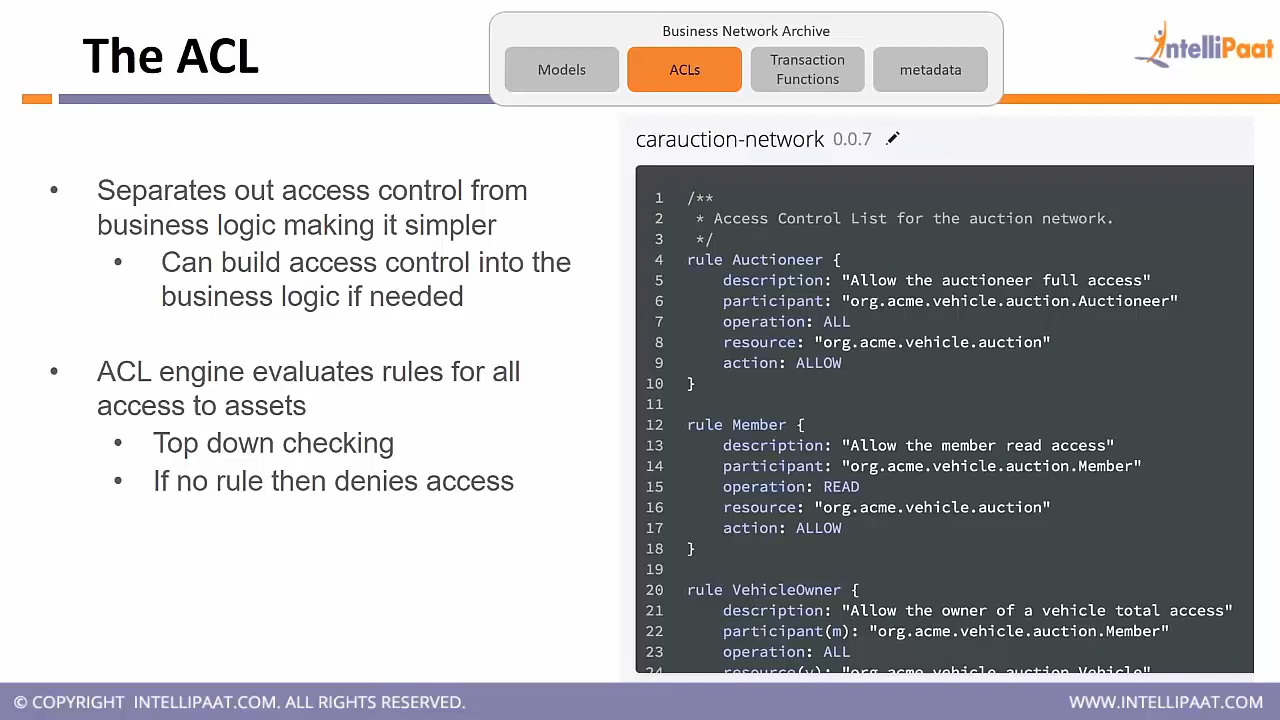 The ACL
Business Network Archive
Models
ACLs
Transaction
Functions
metadata
IntelliPaat
• Separates out access control from
business logic making it simpler
• Can build access control into the
business logic if needed
• ACL engine evaluates rules for all
access to assets
• Top down checking
• If no rule then denies access
carauction-network 0.0.7
1 /**
2 * Access Control List for the auction network.
3 */
4 rule Auctioneer {
5 description: "Allow the auctioneer full access"
6 participant: "org.acme.vehicle.auction.Auctioneer"
7 operation: ALL
8 resource: "org.acme.vehicle.auction"
9 action: ALLOW
10 }
11
12 rule Member {
13 description: "Allow the member read access"
14 participant: "org.acme.vehicle.auction.Member"
15 operation: READ
16 resource: "org.acme.vehicle.auction"
17 action: ALLOW
18 }
19
20 rule VehicleOwner {
21 description: "Allow the owner of a vehicle total access"
22 participant(m): "org.acme.vehicle.auction.Member"
23 operation: ALL
24 resource(v): "org.acme.vehicle.auction.Vehicle"
© COPYRIGHT INTELLIPAAT.COM. ALL RIGHTS RESERVED.
WWW.INTELLIPAAT.COM